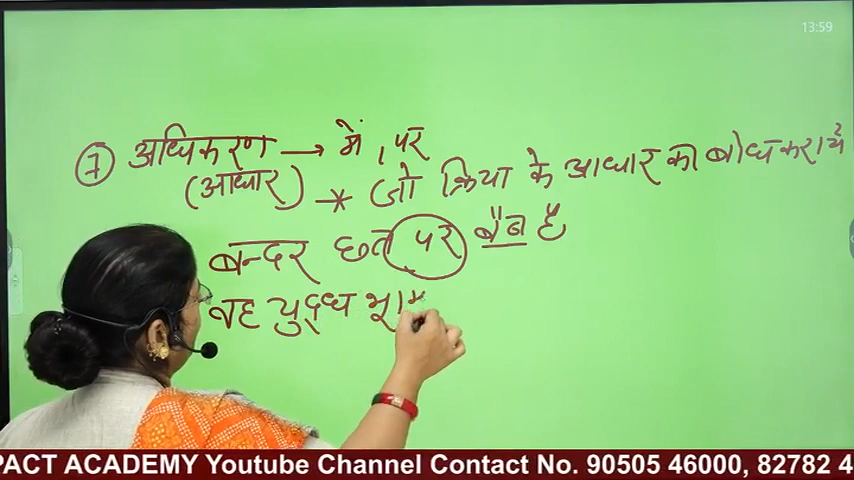 13:59
7 अधिकरण → में, पर
(आधार) * जो क्रिया के आधार का बोध कराये
बन्दर छत पर बैठा है
वह युद्ध भूमि
PACT ACADEMY Youtube Channel Contact No. 90505 46000, 82782 4